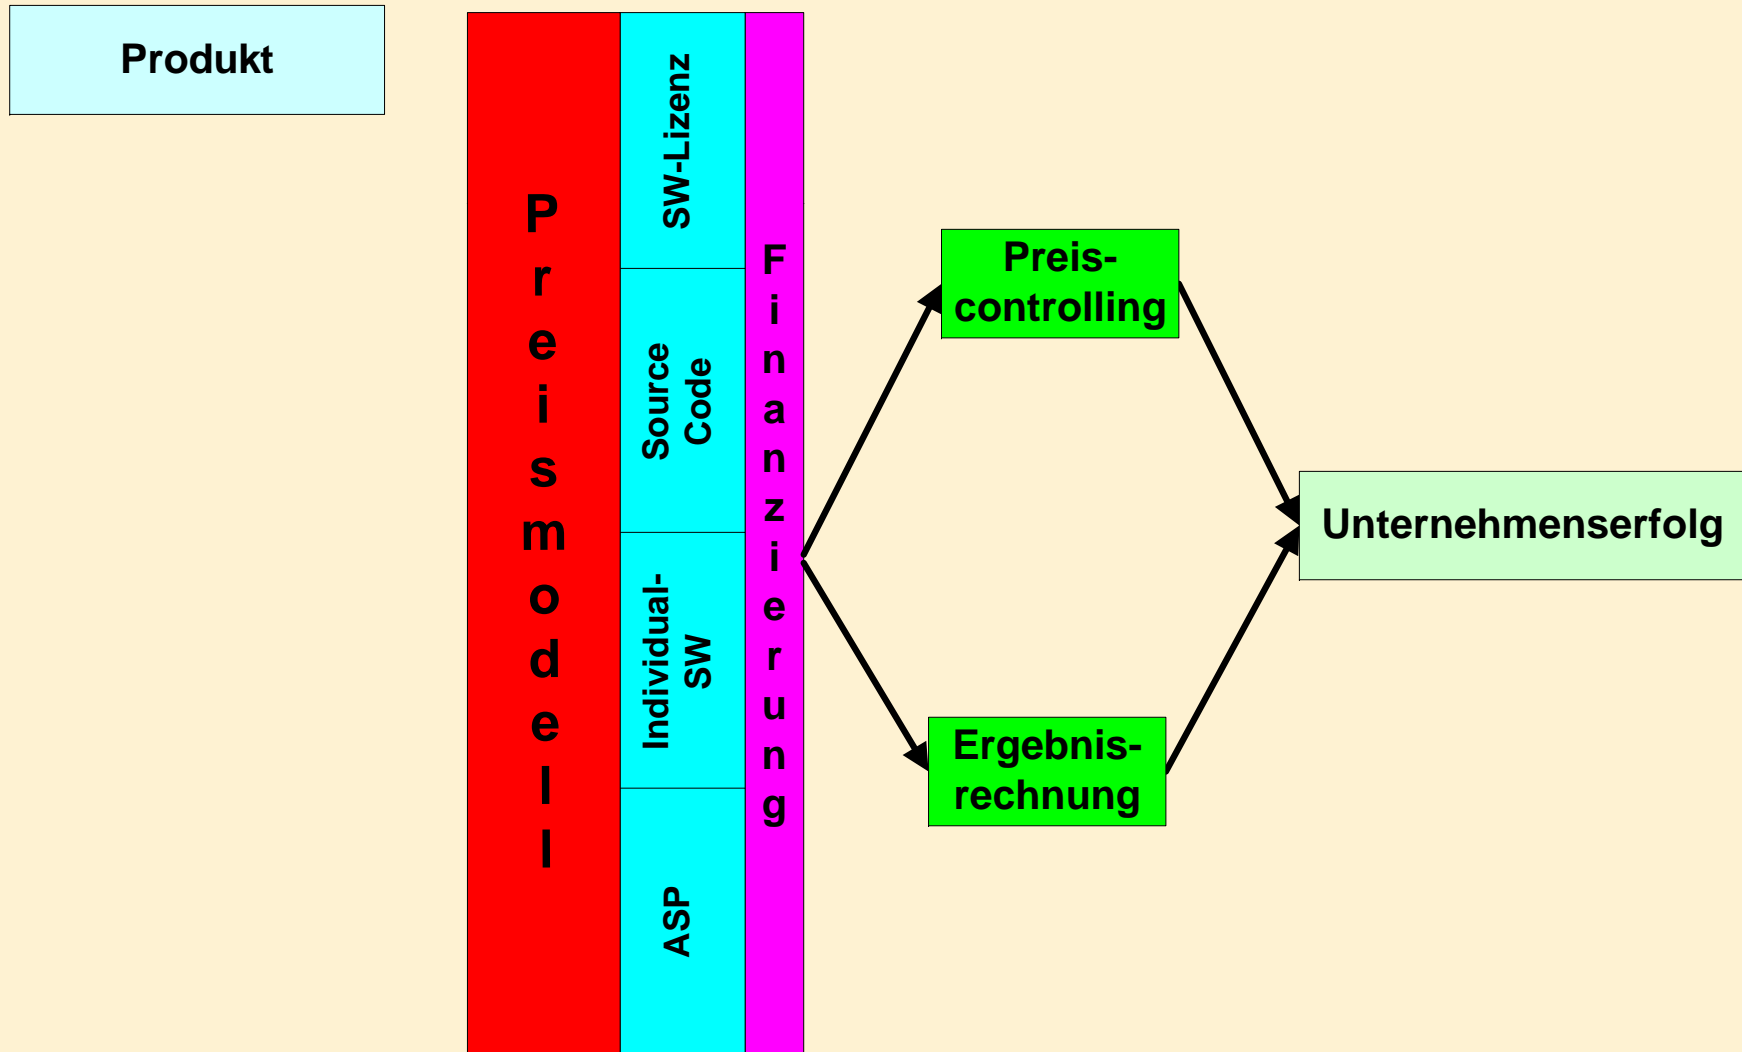 Produkt
Preismodell
SW-Lizenz
Source
Code
Individual-
SW
ASP
Finanzierung
Preis-
controlling
Ergebnis-
rechnung
Unternehmenserfolg